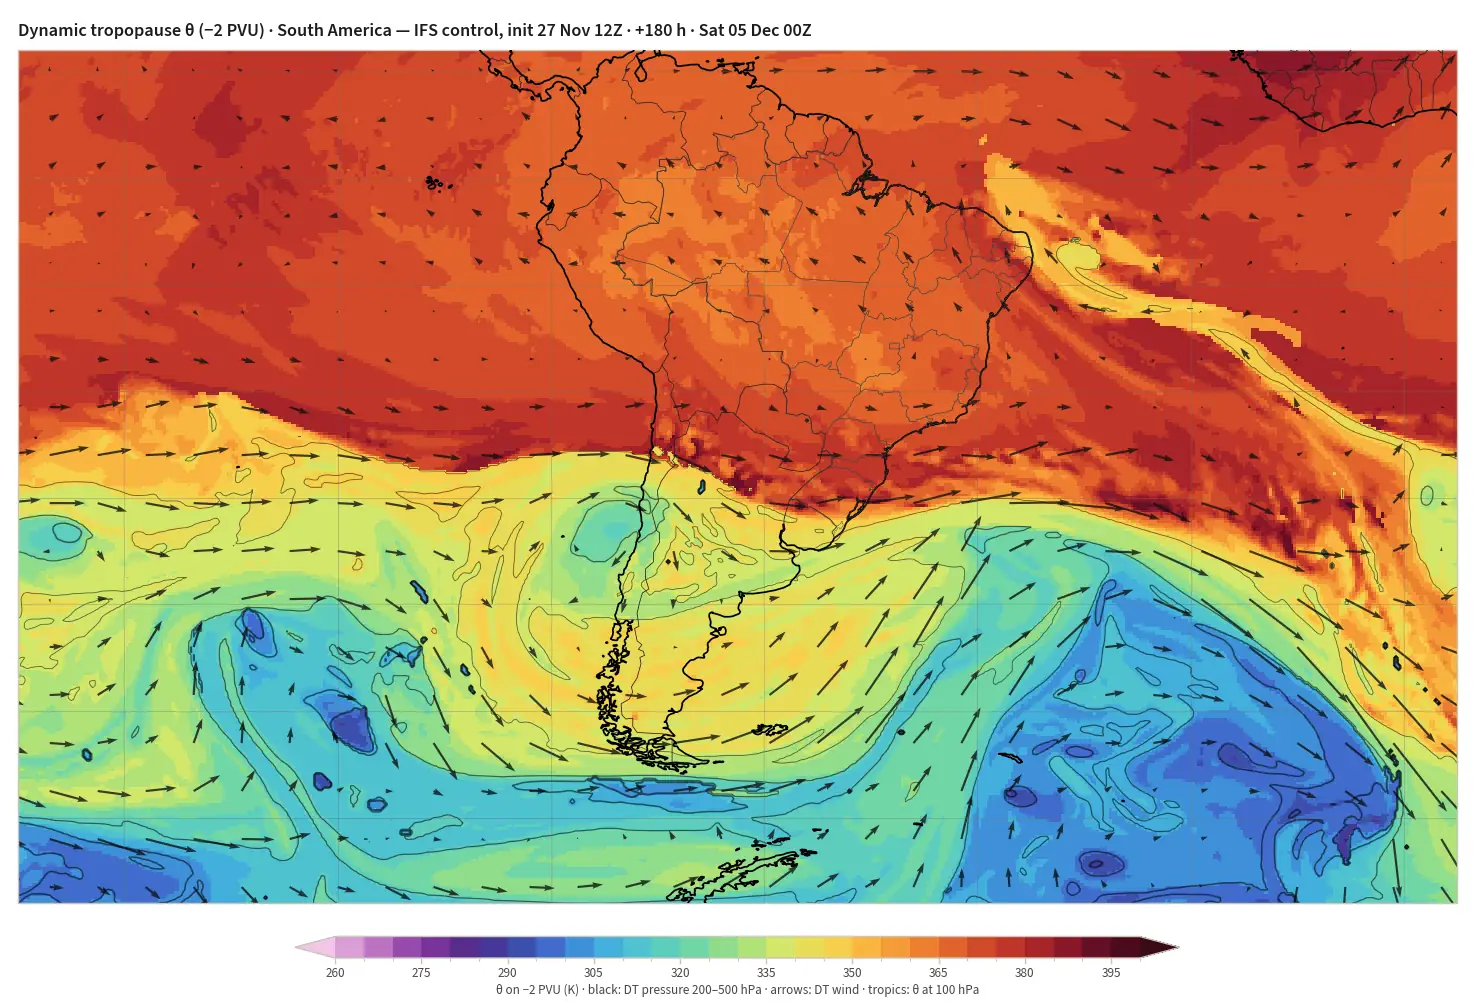 Dynamic tropopause θ (−2 PVU) · South America — IFS control, init 27 Nov 12Z · +180 h · Sat 05 Dec 00Z
260 275 290 305 320 335 350 365 380 395
θ on −2 PVU (K) · black: DT pressure 200–500 hPa · arrows: DT wind · tropics: θ at 100 hPa